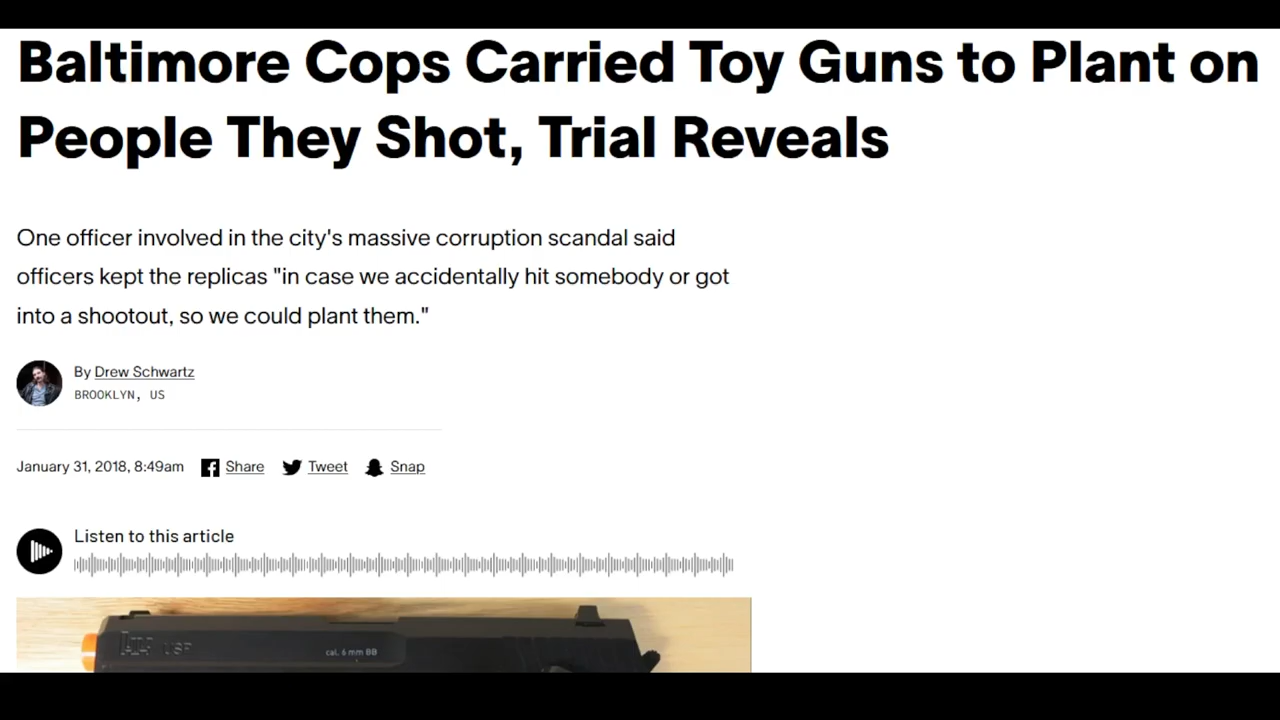 Baltimore Cops Carried Toy Guns to Plant on
People They Shot, Trial Reveals
One officer involved in the city's massive corruption scandal said
officers kept the replicas "in case we accidentally hit somebody or got
into a shootout, so we could plant them."
By Drew Schwartz
BROOKLYN, US
January 31, 2018, 8:49am Share Tweet Snap
Listen to this article
cal. 6 mm BB